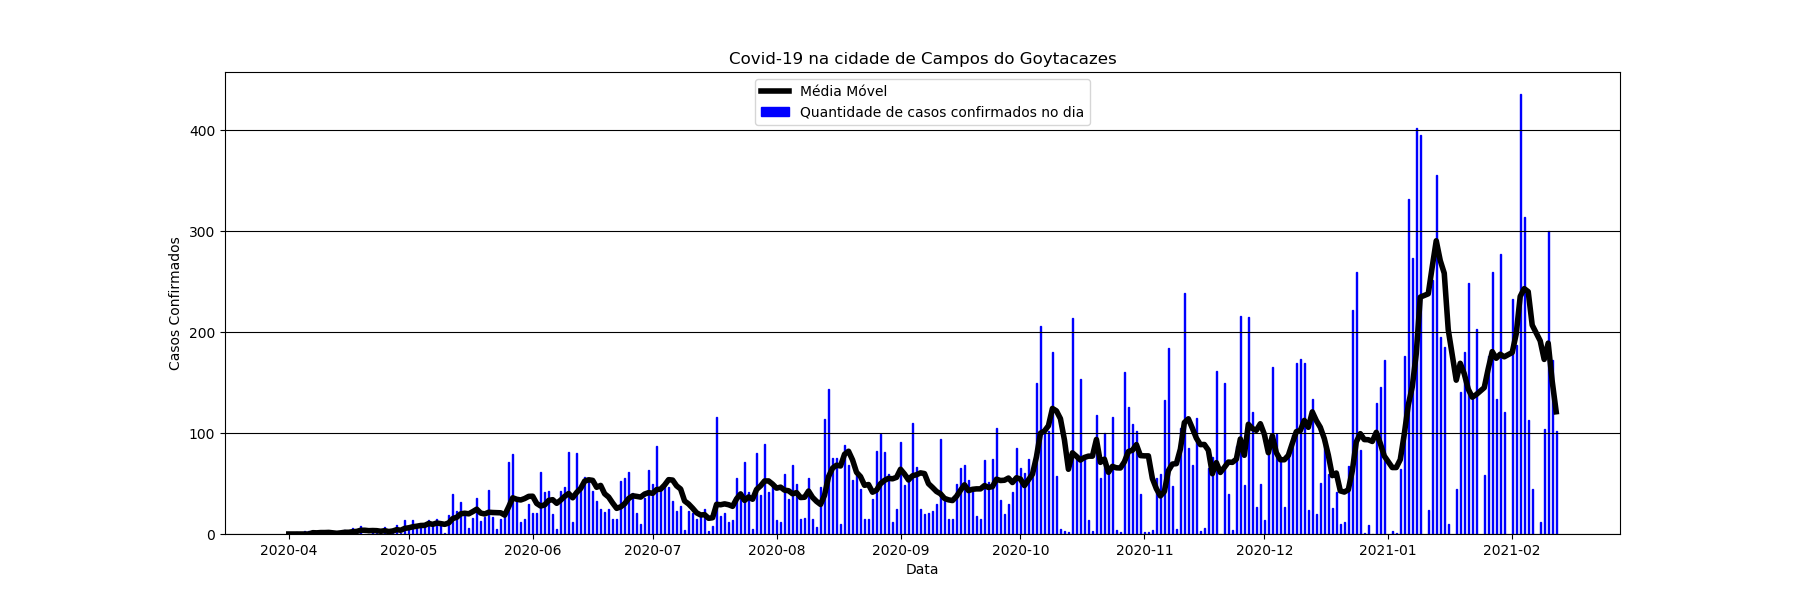 Covid-19 na cidade de Campos do Goytacazes
Média Móvel
Quantidade de casos confirmados no dia
Casos Confirmados
400
300
200
100
0
2020-04 2020-05 2020-06 2020-07 2020-08 2020-09 2020-10 2020-11 2020-12 2021-01 2021-02
Data